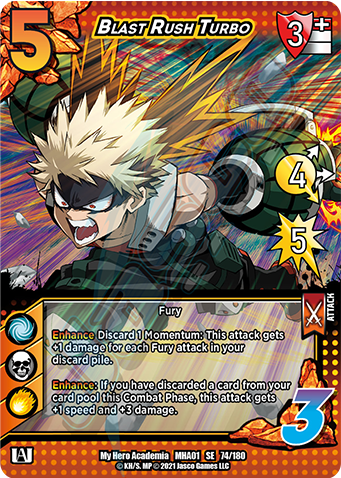 5
BLAST RUSH TURBO
3 +
4
5
ATTACK
Fury
Enhance Discard 1 Momentum: This attack gets
+1 damage for each Fury attack in your
discard pile.
Enhance: If you have discarded a card from your
card pool this Combat Phase, this attack gets
+1 speed and +3 damage.
3
My Hero Academia MHA01 SE 74/180
© KH/S. MP © 2021 Jasco Games LLC